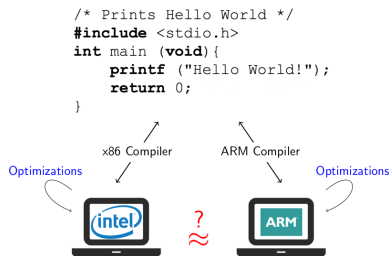 /* Prints Hello World */
#include <stdio.h>
int main (void){
    printf ("Hello World!");
    return 0;
}
x86 Compiler ARM Compiler
Optimizations Optimizations
?
≈
intel ARM